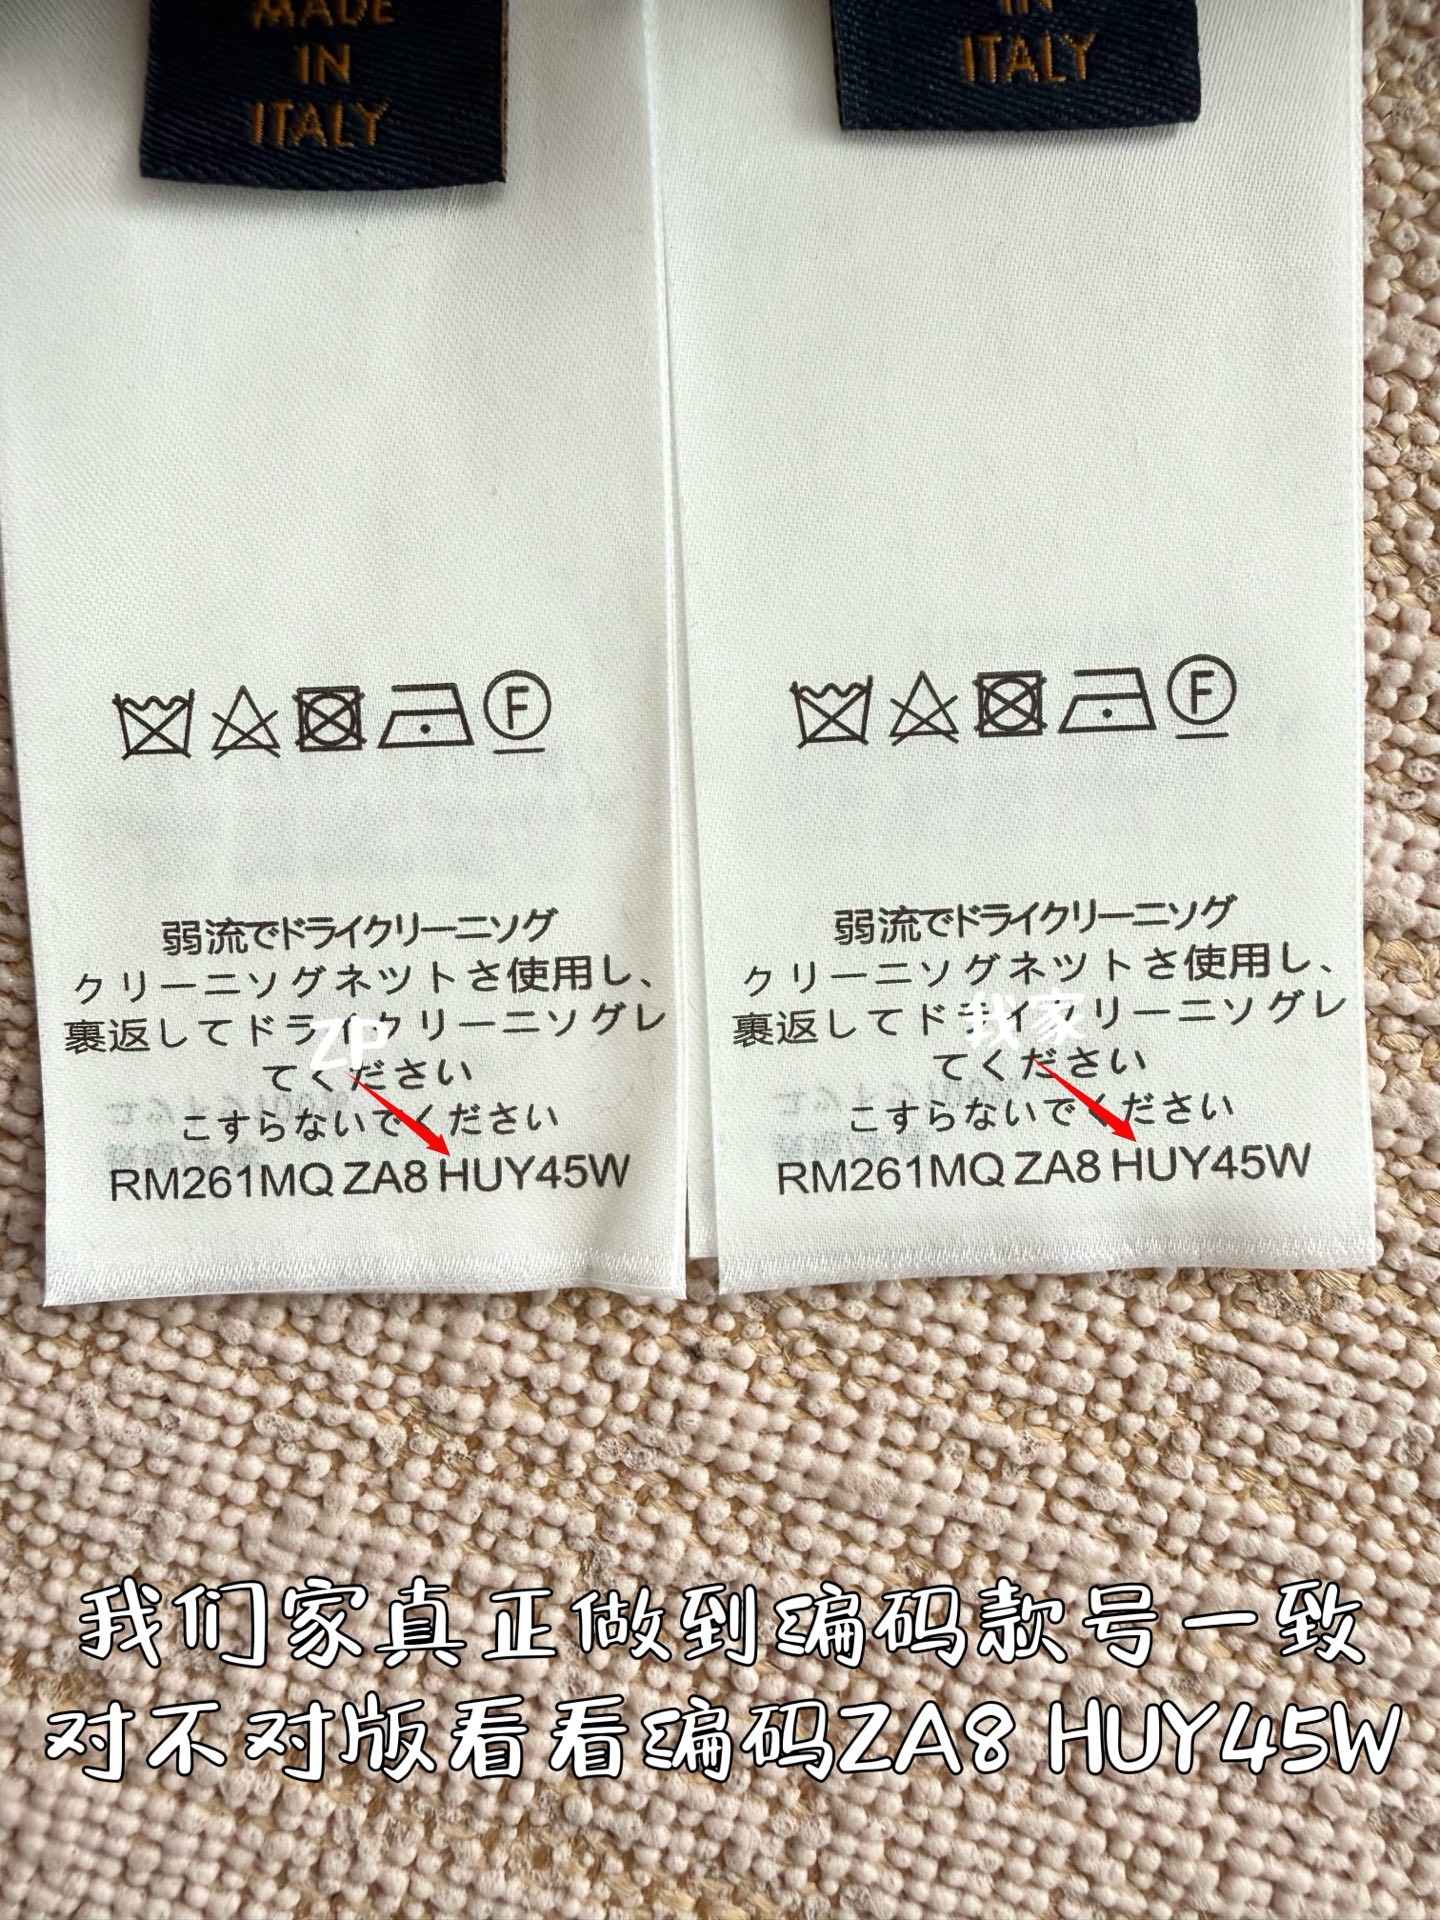 MADE
IN
ITALY
IN
ITALY
F
F
弱流でドライクリーニソグ
クリーニソグネツトさ使用し、
裏返してドライクリーニソグレ
てください
こすらないでください
RM261MQ ZA8 HUY45W
ZP
弱流でドライクリーニソグ
クリーニソグネツトさ使用し、
裏返してドライクリーニソグレ
てください
こすらないでください
RM261MQ ZA8 HUY45W
我家
我们家真正做到编码款号一致
对不对版看看编码ZA8 HUY45W